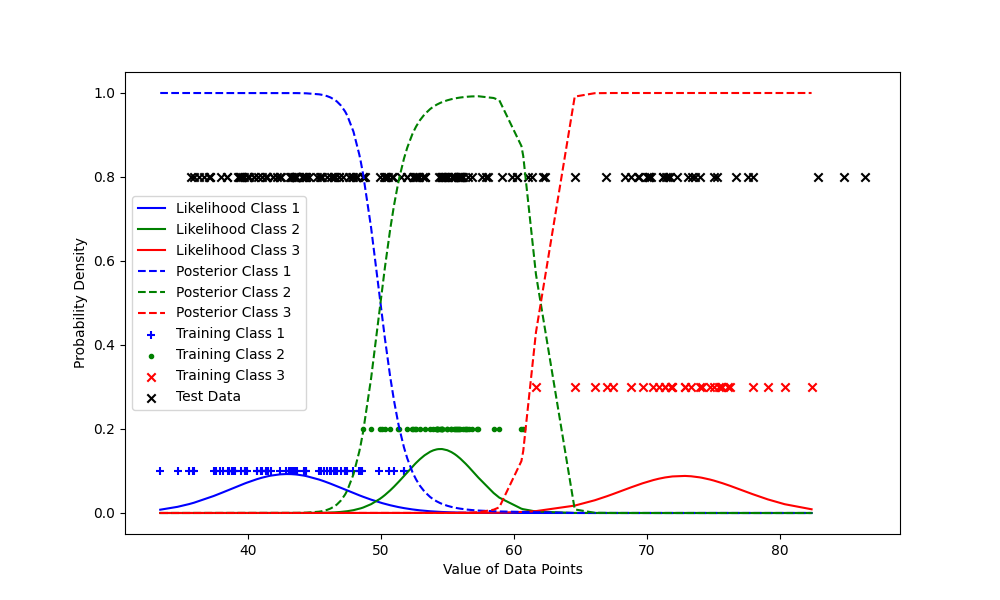 1.0
0.8
0.6
0.4
0.2
0.0
Probability Density
Likelihood Class 1
Likelihood Class 2
Likelihood Class 3
Posterior Class 1
Posterior Class 2
Posterior Class 3
Training Class 1
Training Class 2
Training Class 3
Test Data
40 50 60 70 80
Value of Data Points